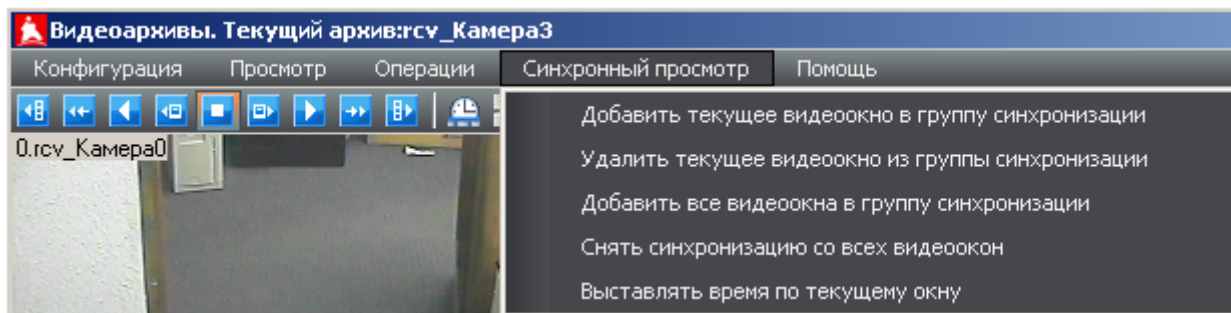 Видеоархивы. Текущий архив:rcv_Камера3
Конфигурация Просмотр Операции Синхронный просмотр Помощь
0.rcv_Камера0
Добавить текущее видеоокно в группу синхронизации
Удалить текущее видеоокно из группы синхронизации
Добавить все видеоокна в группу синхронизации
Снять синхронизацию со всех видеоокон
Выставлять время по текущему окну